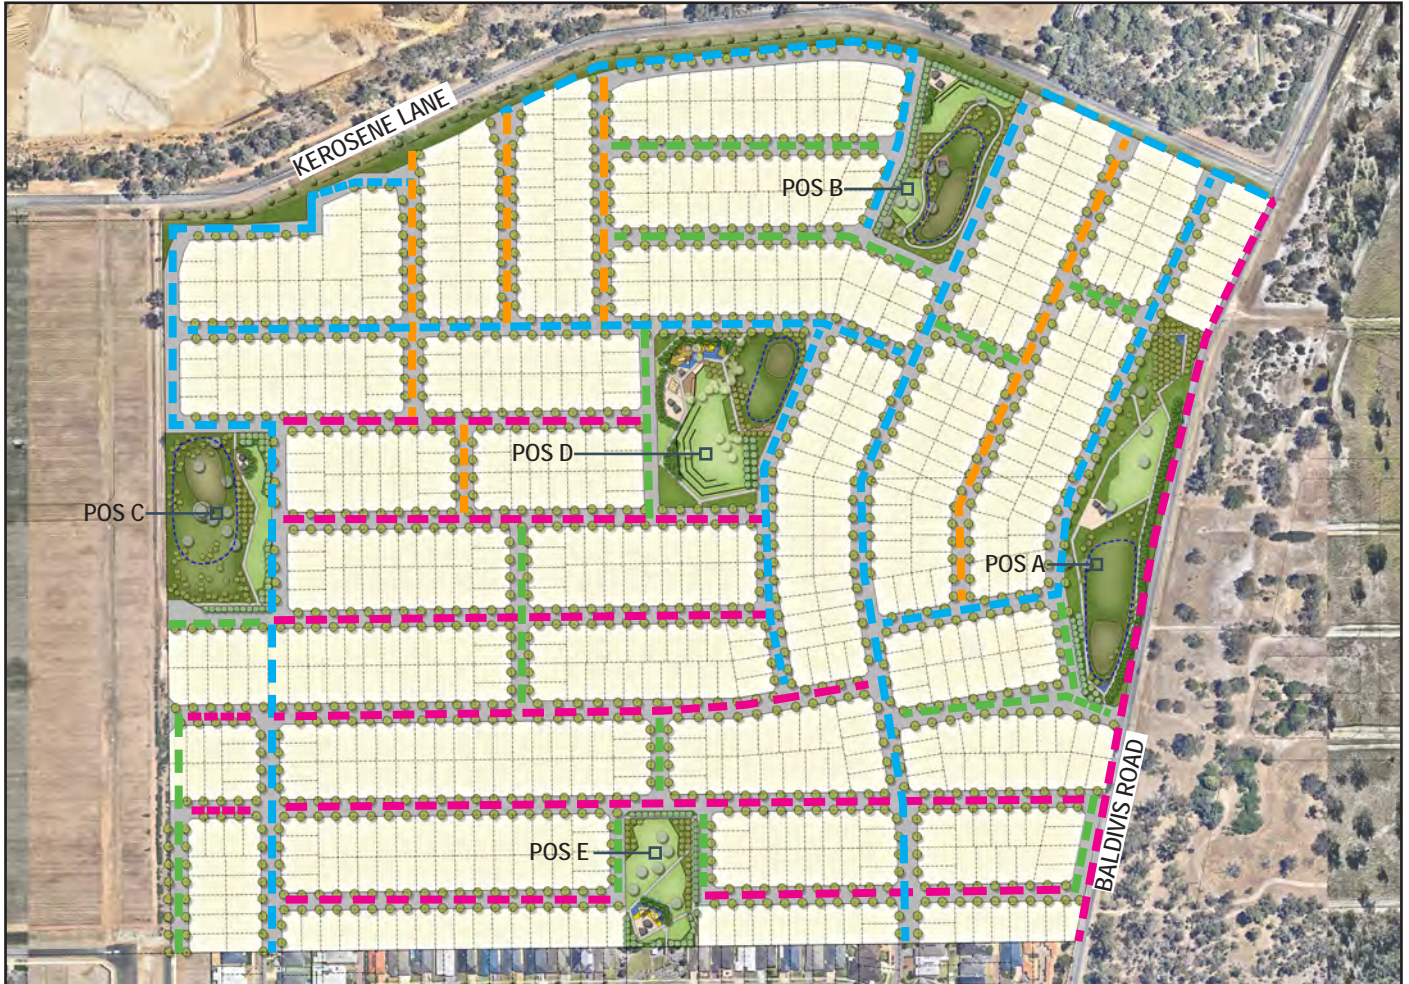 KEROSENE LANE
POS B
POS D
POS C
POS A
BALDIVIS ROAD
POS E